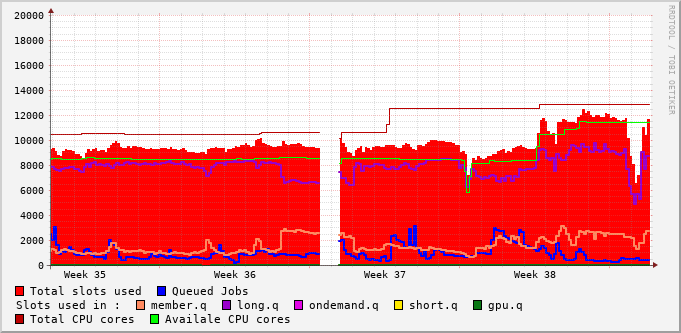 20000
18000
16000
14000
12000
10000
8000
6000
4000
2000
0
Week 35 Week 36 Week 37 Week 38
Total slots used Queued Jobs
Slots used in : member.q long.q ondemand.q short.q gpu.q
Total CPU cores Availale CPU cores
RRDTOOL / TOBI OETIKER